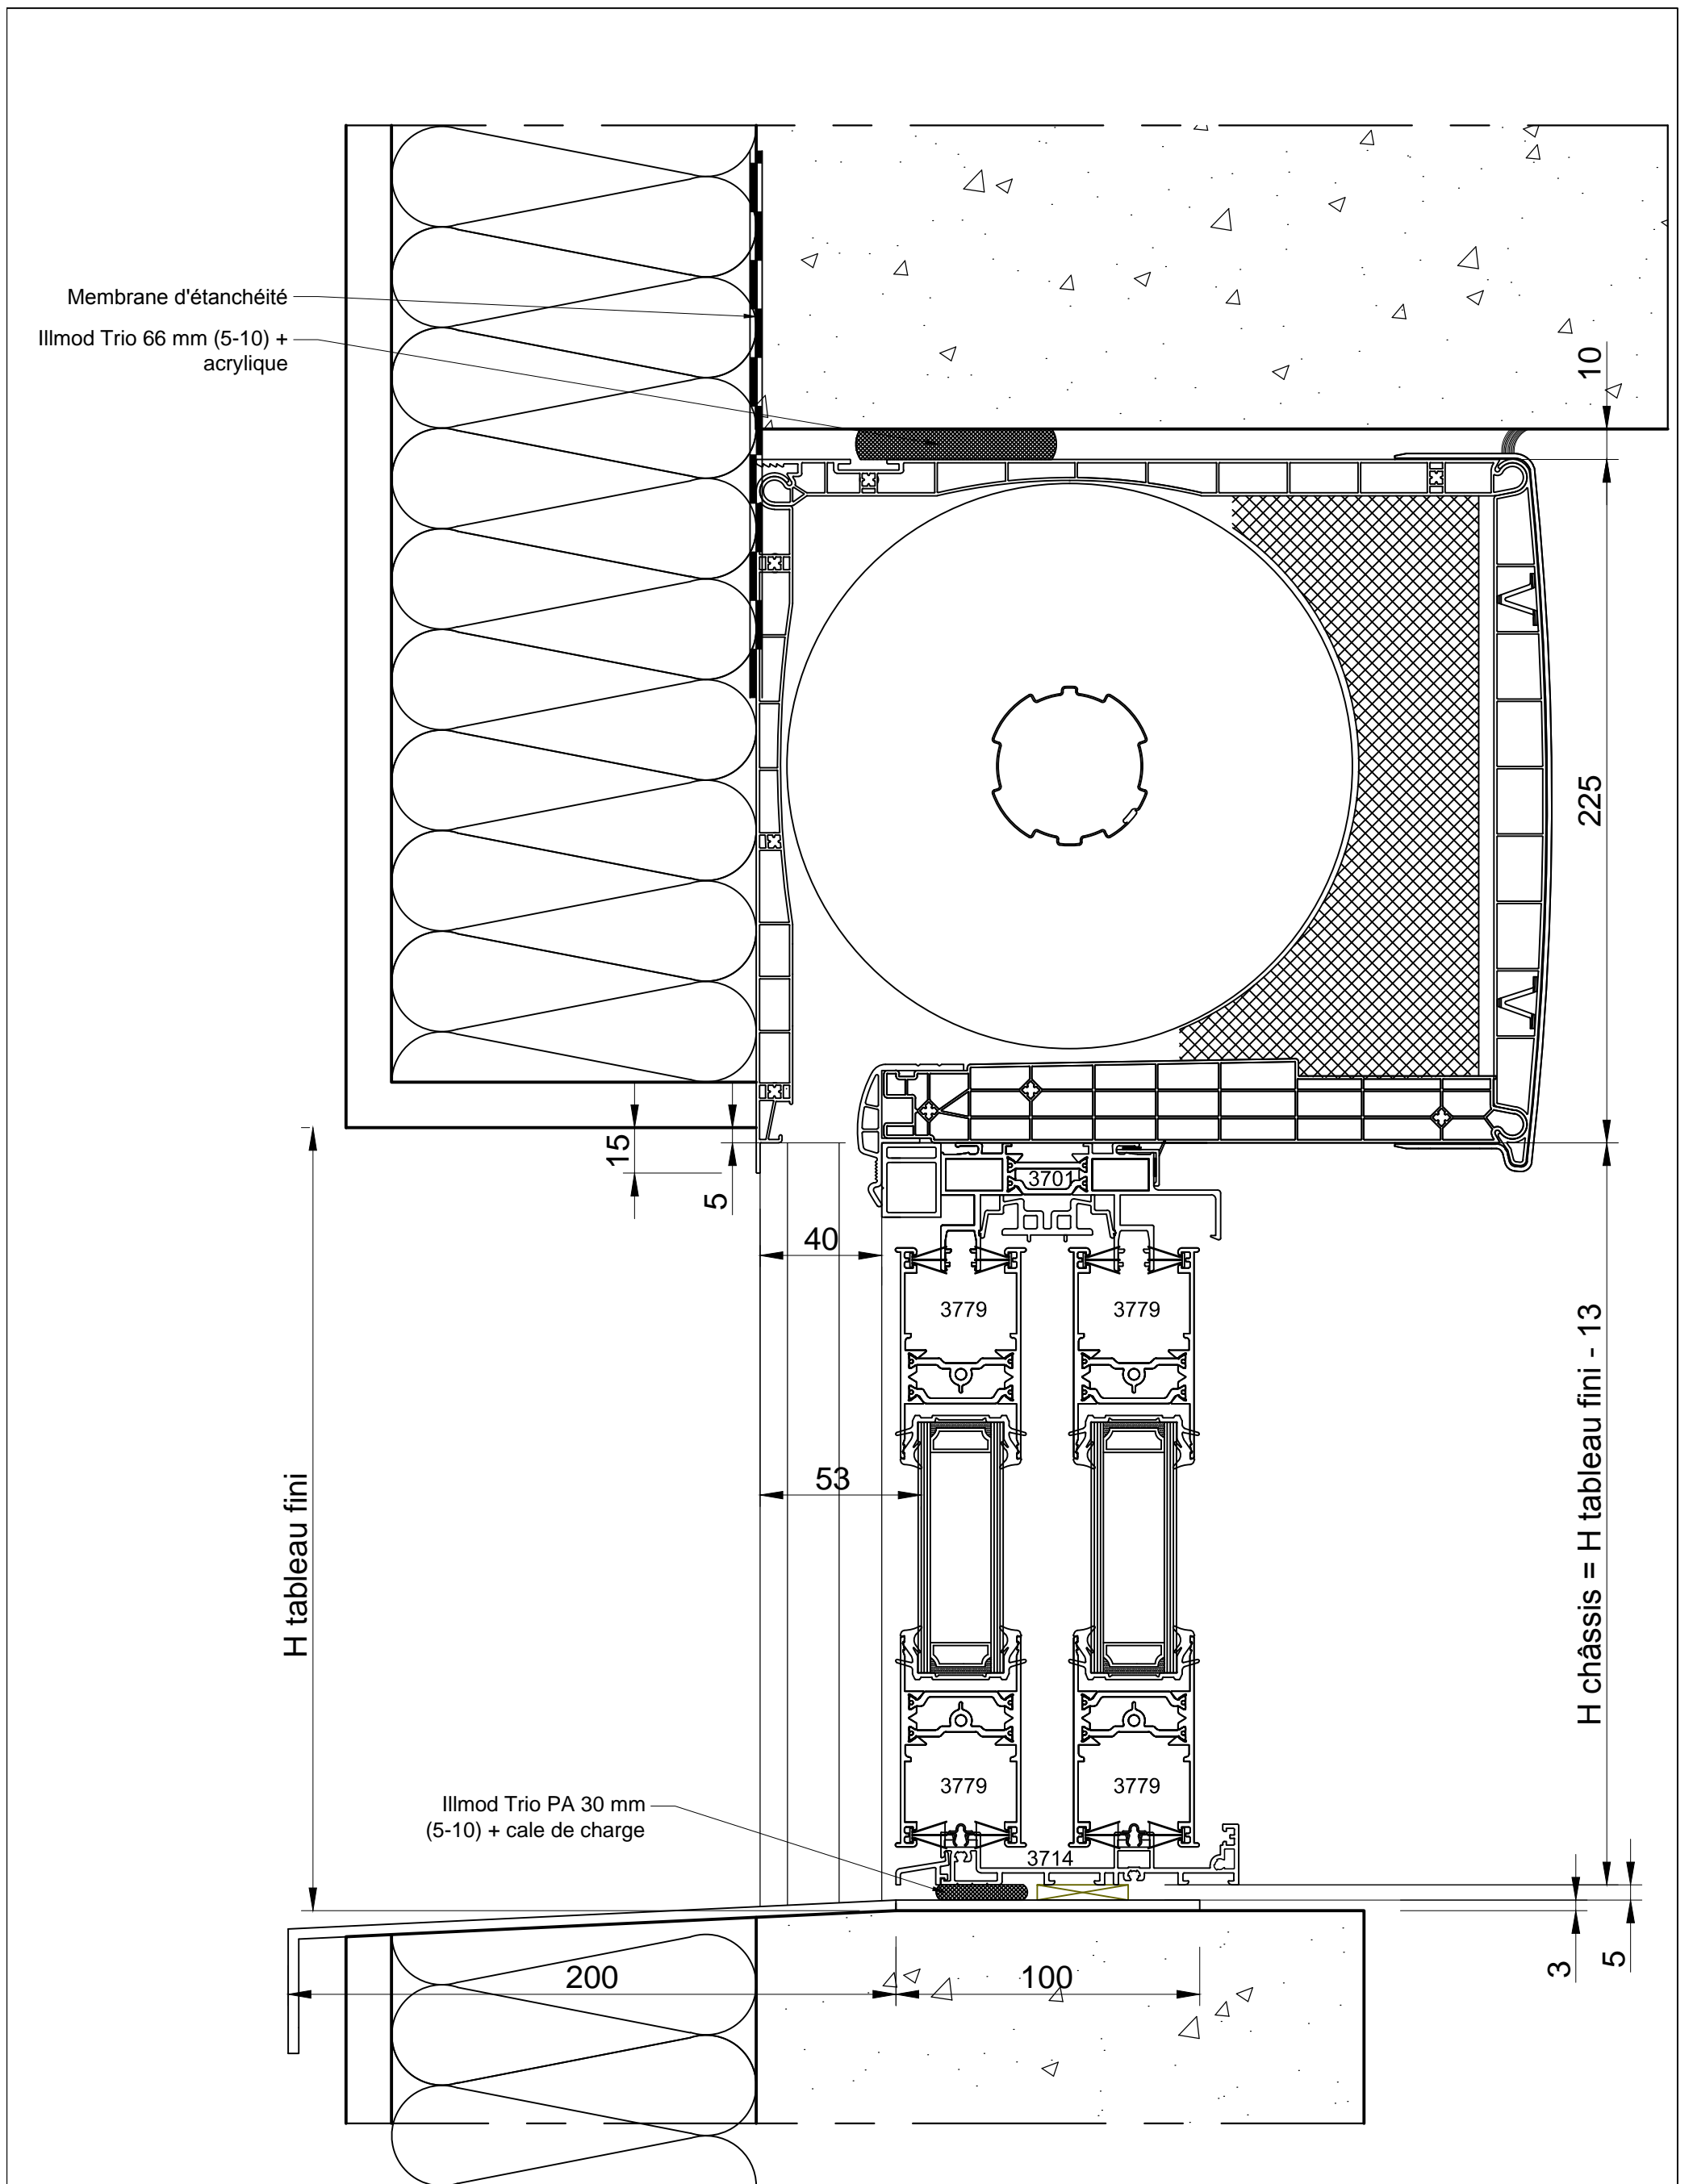 Membrane d'étanchéité
Illmod Trio 66 mm (5-10) +
acrylique
10
225
15
5
3701
40
3779
3779
53
H tableau fini
H châssis = H tableau fini - 13
3779
3779
Illmod Trio PA 30 mm
(5-10) + cale de charge
3714
200
100
3
5